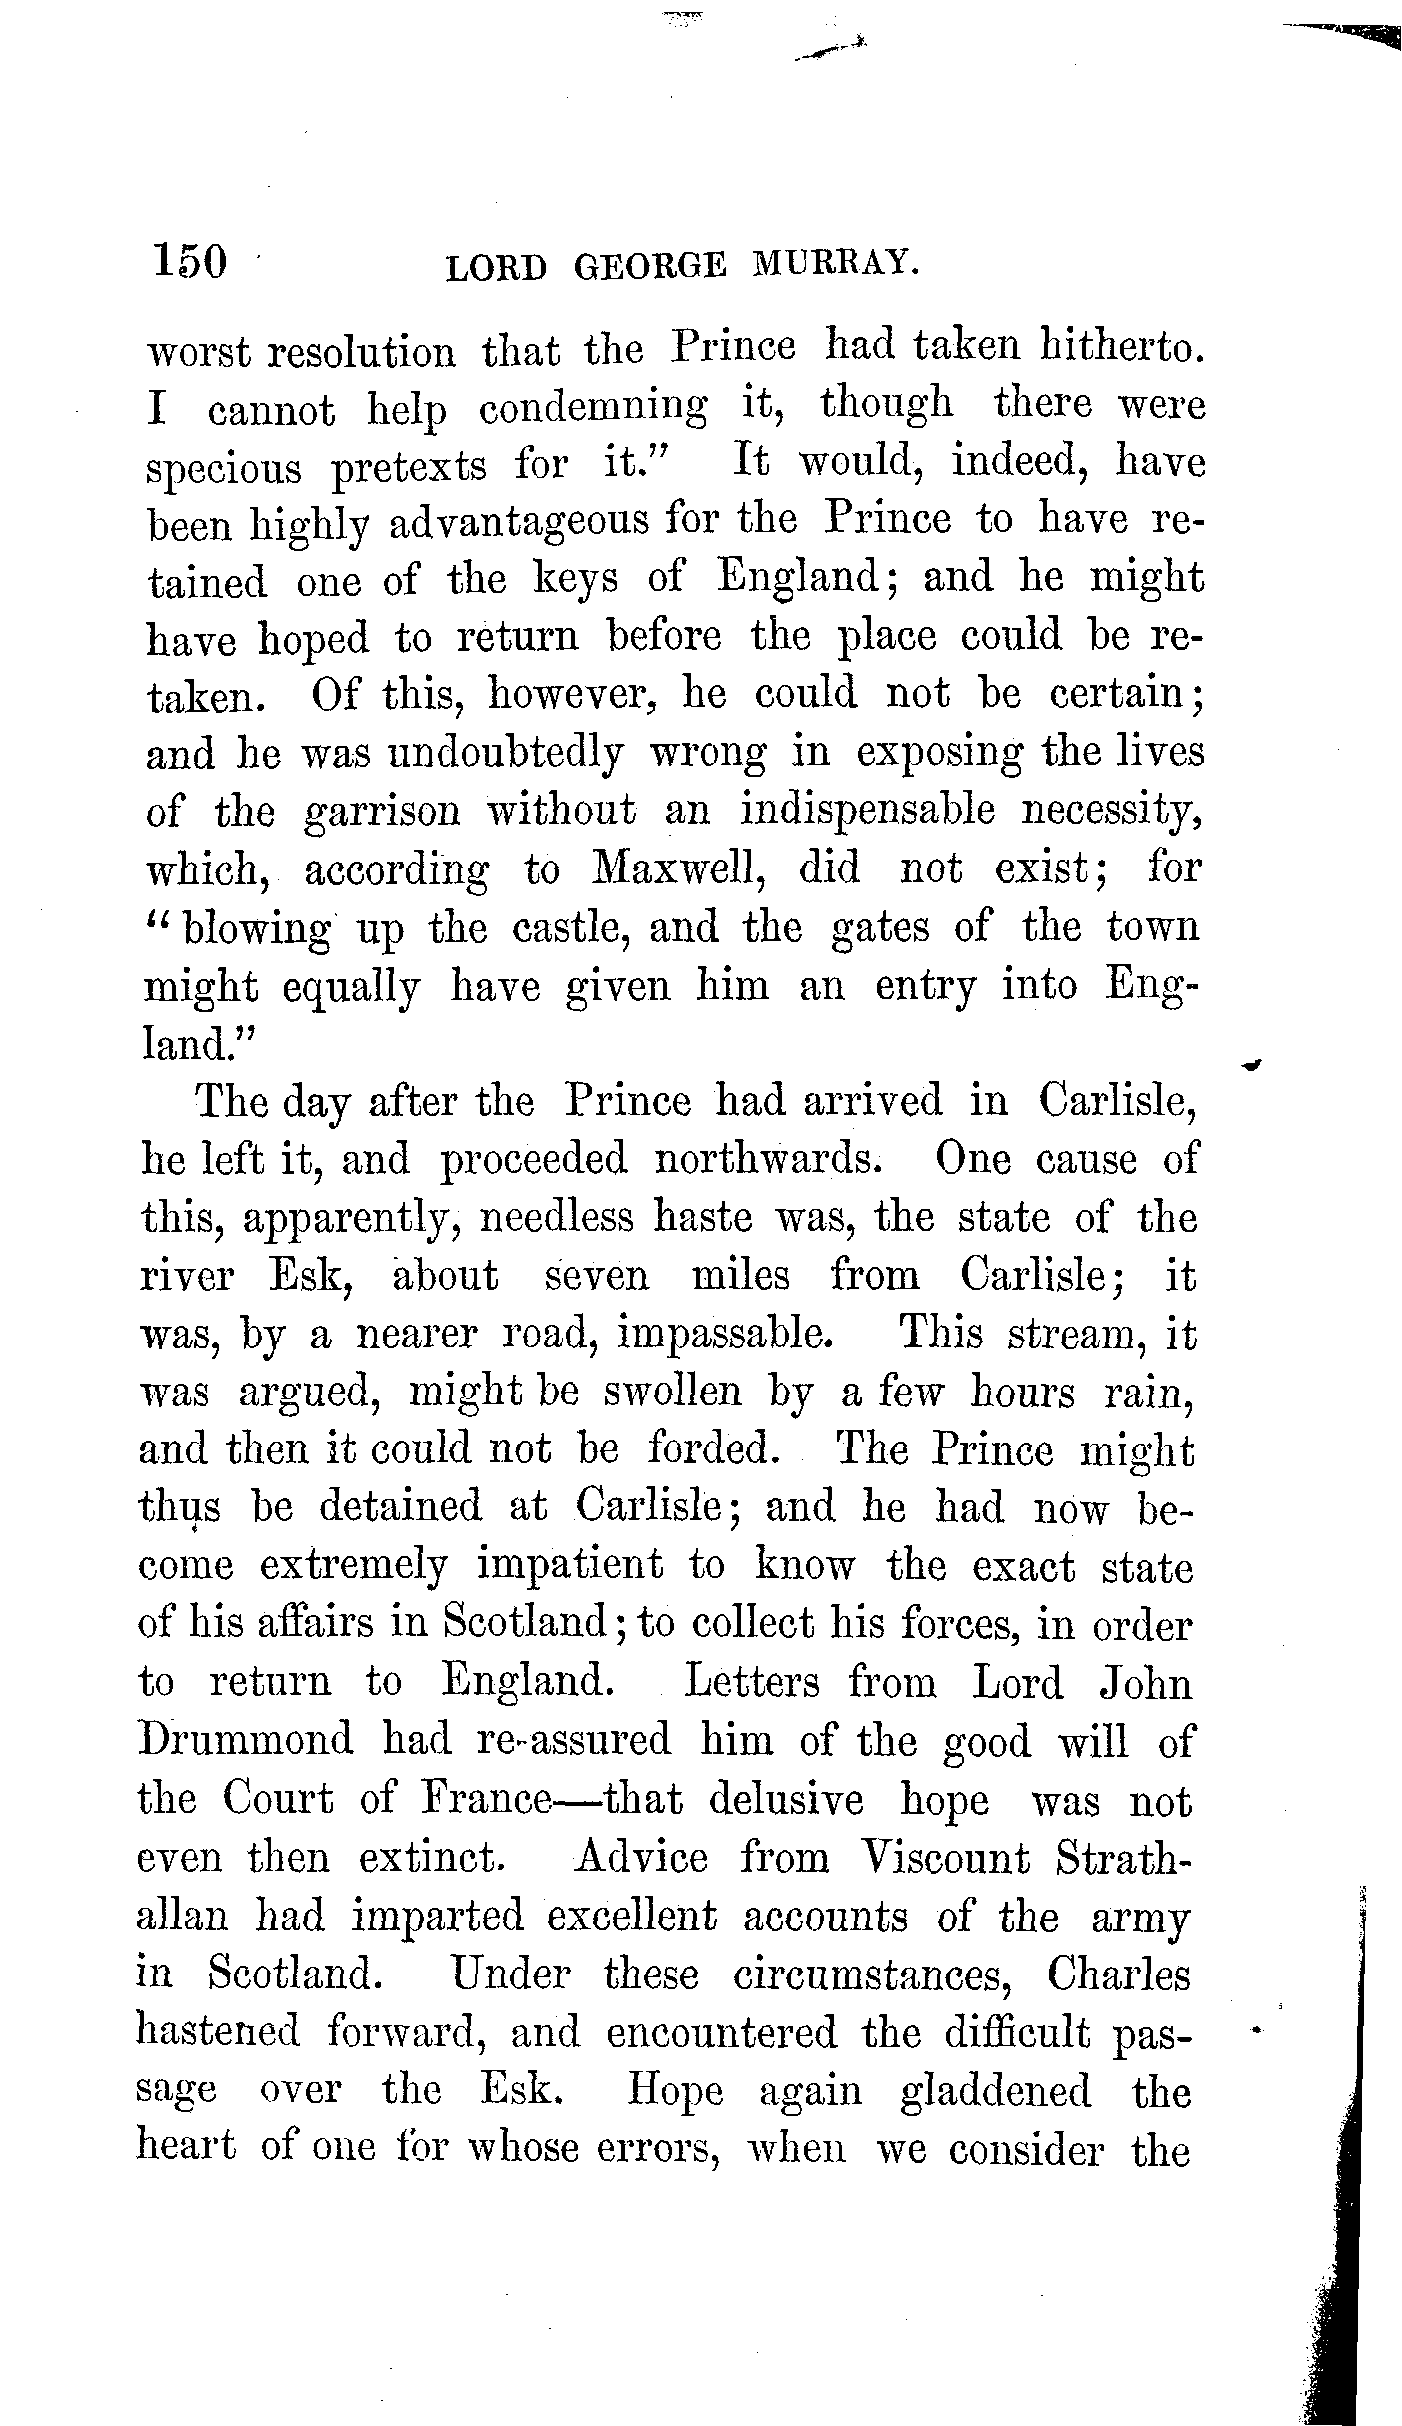 150 LORD GEORGE MURRAY.
worst resolution that the Prince had taken hitherto.
I cannot help condemning it, though there were
specious pretexts for it." It would, indeed, have
been highly advantageous for the Prince to have re-
tained one of the keys of England; and he might
have hoped to return before the place could be re-
taken. Of this, however, he could not be certain;
and he was undoubtedly wrong in exposing the lives
of the garrison without an indispensable necessity,
which, according to Maxwell, did not exist; for
"blowing up the castle, and the gates of the town
might equally have given him an entry into Eng-
land."
The day after the Prince had arrived in Carlisle,
he left it, and proceeded northwards. One cause of
this, apparently, needless haste was, the state of the
river Esk, about seven miles from Carlisle; it
was, by a nearer road, impassable. This stream, it
was argued, might be swollen by a few hours rain,
and then it could not be forded. The Prince might
thus be detained at Carlisle; and he had now be-
come extremely impatient to know the exact state
of his affairs in Scotland; to collect his forces, in order
to return to England. Letters from Lord John
Drummond had re-assured him of the good will of
the Court of France—that delusive hope was not
even then extinct. Advice from Viscount Strath-
allan had imparted excellent accounts of the army
in Scotland. Under these circumstances, Charles
hastened forward, and encountered the difficult pas-
sage over the Esk. Hope again gladdened the
heart of one for whose errors, when we consider the